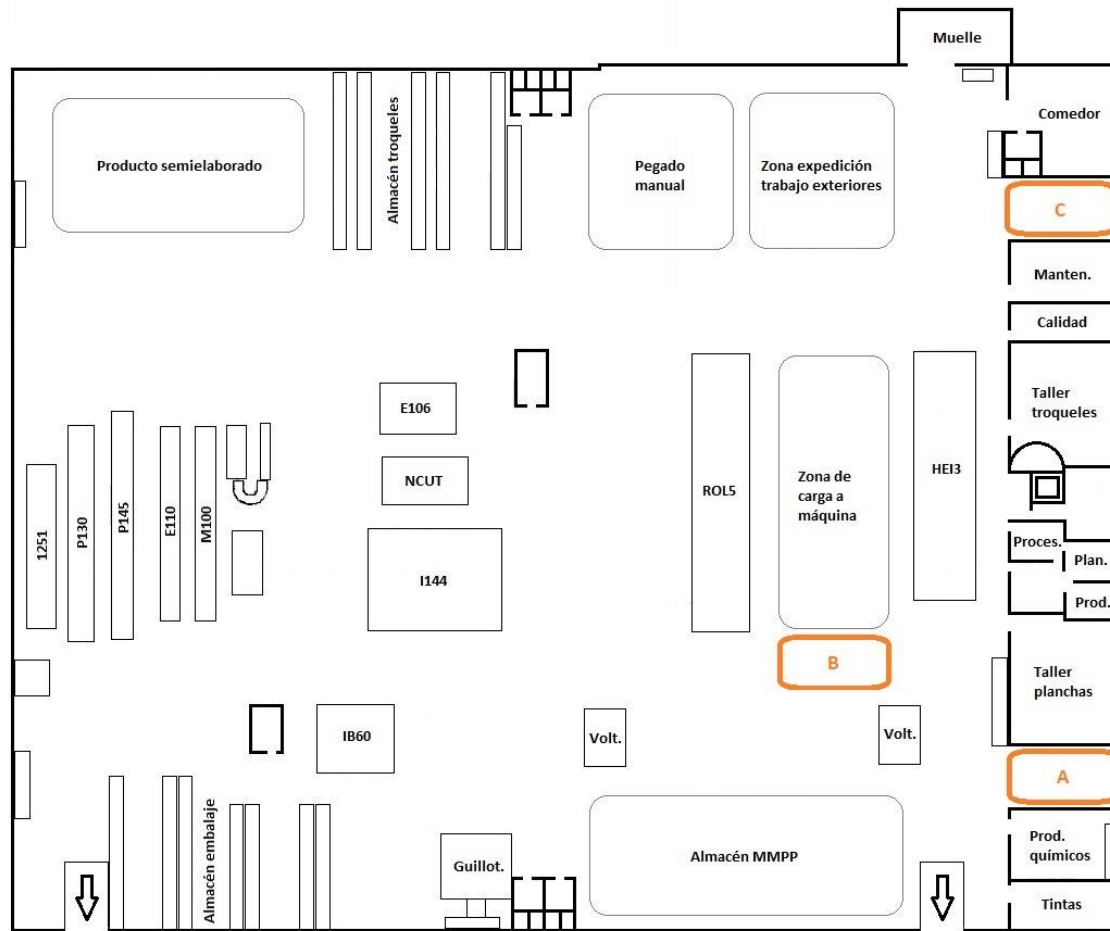 Muelle
Comedor
Producto semielaborado
Almacén troqueles
Pegado
manual
Zona expedición
trabajo exteriores
C
Manten.
Calidad
Taller
troqueles
E106
NCUT
I144
1251
P130
P145
E110
M100
ROL5
Zona de
carga a
máquina
HEI3
Proces.
Plan.
Prod.
B
Taller
planchas
IB60
Volt.
Volt.
A
Almacén embalaje
Guillot.
Almacén MMPP
Prod.
químicos
Tintas